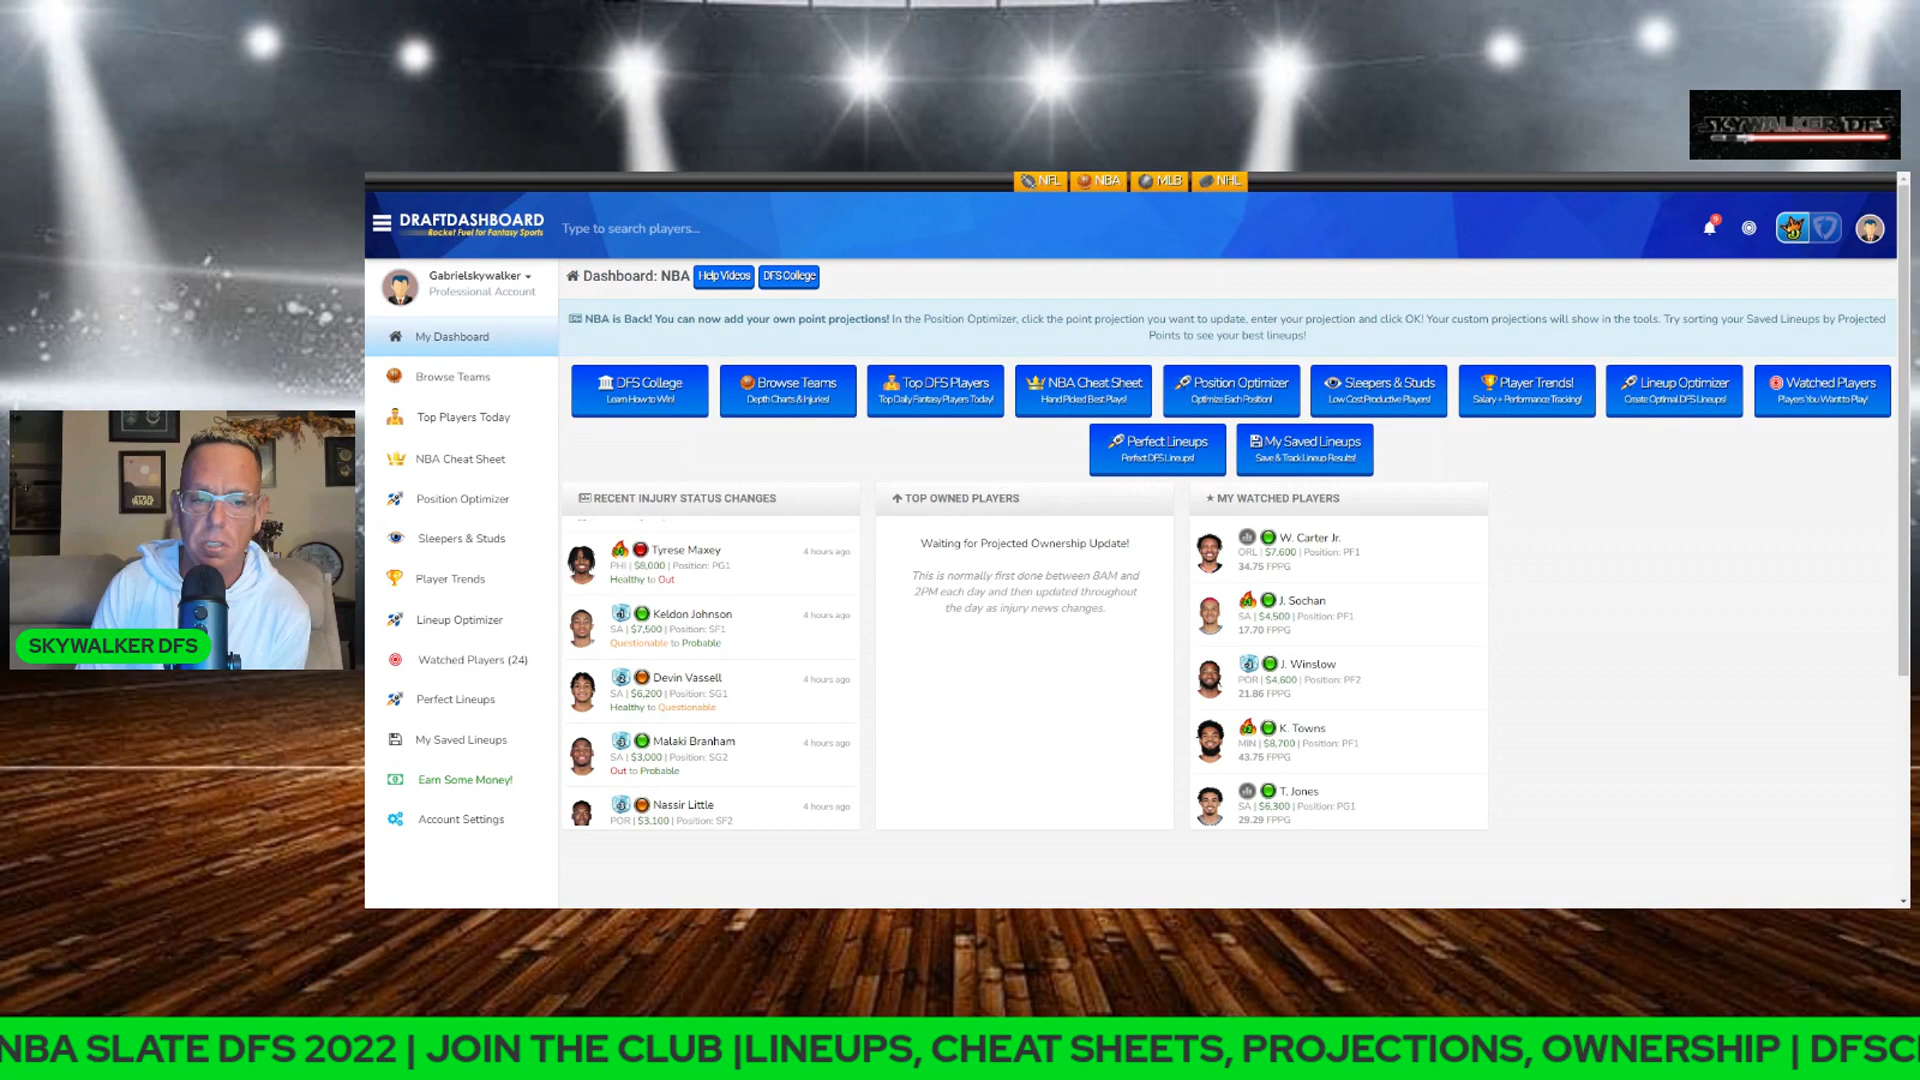 SKYWALKER DFS
NFL
NBA
MLB
NHL
DRAFTDASHBOARD
Rocket Fuel for Fantasy Sports
Type to search players...
9
Gabrielskywalker
Professional Account
My Dashboard
Browse Teams
Top Players Today
NBA Cheat Sheet
Position Optimizer
Sleepers & Studs
Player Trends
Lineup Optimizer
Watched Players (24)
Perfect Lineups
My Saved Lineups
Earn Some Money!
Account Settings
Dashboard: NBA
Help Videos
DFS College
NBA is Back! You can now add your own point projections! In the Position Optimizer, click the point projection you want to update, enter your projection and click OK! Your custom projections will show in the tools. Try sorting your Saved Lineups by Projected
Points to see your best lineups!
DFS College
Learn How to Win!
Browse Teams
Depth Charts & Injuries!
Top DFS Players
Top Daily Fantasy Players Today!
NBA Cheat Sheet
Hand Picked Best Plays!
Position Optimizer
Optimize Each Position!
Sleepers & Studs
Low Cost Productive Players!
Player Trends!
Salary + Performance Tracking!
Lineup Optimizer
Create Optimal DFS Lineups!
Watched Players
Players You Want to Play!
Perfect Lineups
Perfect DFS Lineups!
My Saved Lineups
Save & Track Lineup Results!
RECENT INJURY STATUS CHANGES
Tyrese Maxey
4 hours ago
PHI | $8,000 | Position: PG1
Healthy to Out
Keldon Johnson
4 hours ago
SA | $7,500 | Position: SF1
Questionable to Probable
Devin Vassell
4 hours ago
SA | $6,200 | Position: SG1
Healthy to Questionable
Malaki Branham
4 hours ago
SA | $3,000 | Position: SG2
Out to Probable
Nassir Little
4 hours ago
POR | $3,100 | Position: SF2
TOP OWNED PLAYERS
Waiting for Projected Ownership Update!
This is normally first done between 8AM and
2PM each day and then updated throughout
the day as injury news changes.
MY WATCHED PLAYERS
W. Carter Jr.
ORL | $7,600 | Position: PF1
34.75 FPPG
J. Sochan
SA | $4,500 | Position: PF1
17.70 FPPG
J. Winslow
POR | $4,600 | Position: PF2
21.86 FPPG
K. Towns
MIN | $8,700 | Position: PF1
43.75 FPPG
T. Jones
SA | $6,300 | Position: PG1
29.29 FPPG
STAR WARS
SKYWALKER DFS
NBA SLATE DFS 2022 | JOIN THE CLUB |LINEUPS, CHEAT SHEETS, PROJECTIONS, OWNERSHIP | DFSC